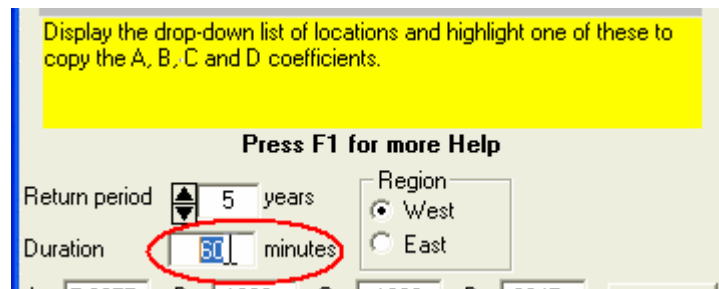 Display the drop-down list of locations and highlight one of these to
copy the A, B, C and D coefficients.
Press F1 for more Help
Return period 5 years
Region
West
Duration 60 minutes
East